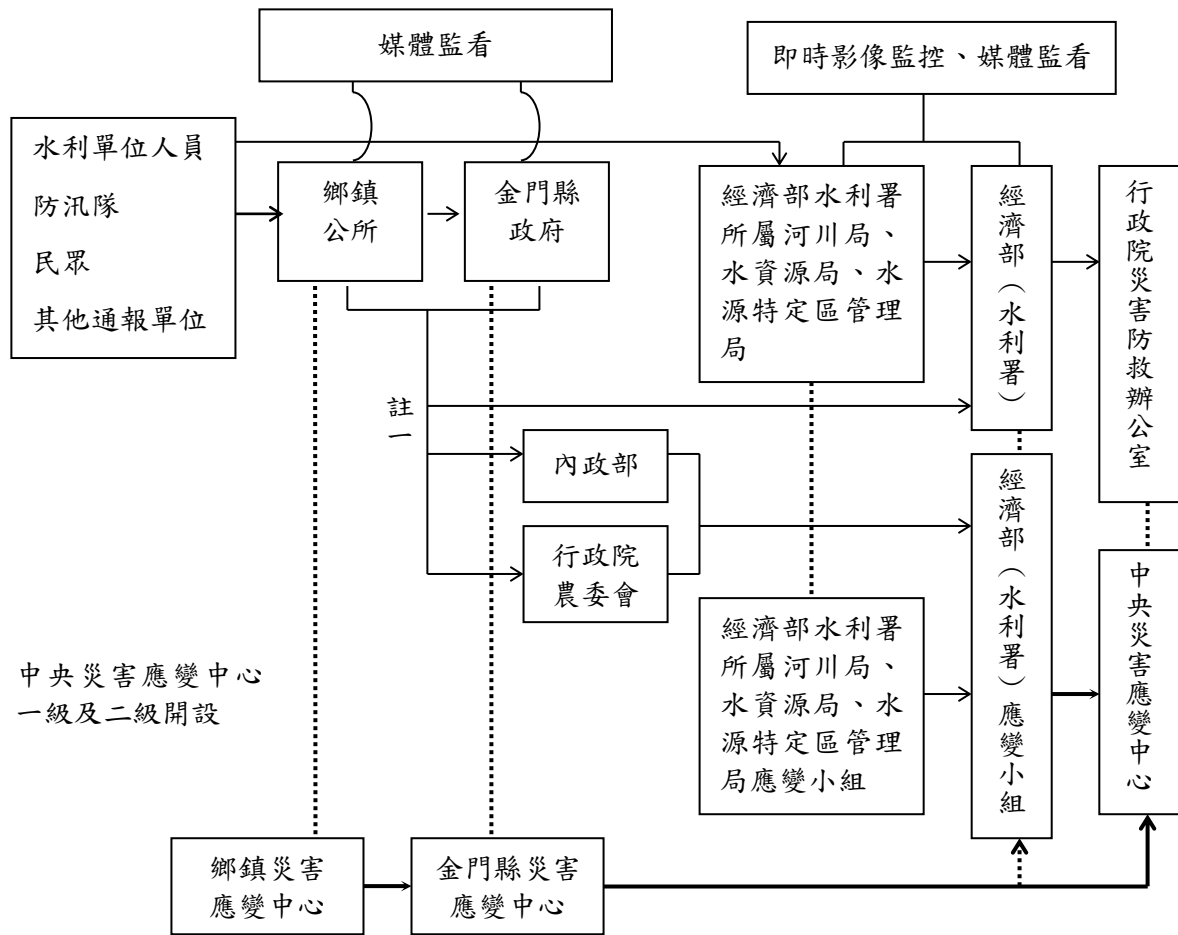 媒體監看
即時影像監控、媒體監看
水利單位人員
防汛隊
民眾
其他通報單位
鄉鎮
公所
金門縣
政府
經濟部水利署
所屬河川局、
水資源局、水
源特定區管理
局
經濟部（水利署）
行政院災害防救辦公室
註一
內政部
行政院
農委會
經濟部水利署
所屬河川局、
水資源局、水
源特定區管理
局應變小組
經濟部（水利署）應變小組
中央災害應變中心
中央災害應變中心
一級及二級開設
鄉鎮災害
應變中心
金門縣災害
應變中心